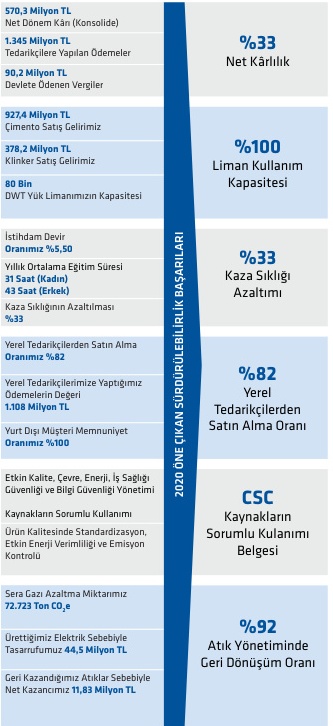 570,3 Milyon TL
Net Dönem Kârı (Konsolide)
1.345 Milyon TL
Tedarikçilere Yapılan Ödemeler
90,2 Milyon TL
Devlete Ödenen Vergiler
%33
Net Kârlılık
927,4 Milyon TL
Çimento Satış Gelirimiz
378,2 Milyon TL
Klinker Satış Gelirimiz
80 Bin
DWT Yük Limanımızın Kapasitesi
%100
Liman Kullanım
Kapasitesi
İstihdam Devir
Oranımız %5,50
Yıllık Ortalama Eğitim Süresi
31 Saat (Kadın)
43 Saat (Erkek)
Kaza Sıklığının Azaltılması
%33
%33
Kaza Sıklığı
Azaltımı
2020 ÖNE ÇIKAN SÜRDÜRÜLEBİLİRLİK BAŞARILARI
Yerel Tedarikçilerden Satın Alma
Oranımız %82
Yerel Tedarikçilerimize Yaptığımız
Ödemelerin Değeri
1.108 Milyon TL
Yurt Dışı Müşteri Memnuniyet
Oranımız %100
%82
Yerel
Tedarikçilerden
Satın Alma Oranı
Etkin Kalite, Çevre, Enerji, İş Sağlığı
Güvenliği ve Bilgi Güvenliği Yönetimi
Kaynakların Sorumlu Kullanımı
Ürün Kalitesinde Standardizasyon,
Etkin Enerji Verimliliği ve Emisyon
Kontrolü
CSC
Kaynakların
Sorumlu Kulanımı
Belgesi
Sera Gazı Azaltma Miktarımız
72.723 Ton CO₂e
Ürettiğimiz Elektrik Sebebiyle
Tasarrufumuz 44,5 Milyon TL
Geri Kazandığımız Atıklar Sebebiyle
Net Kazancımız 11,83 Milyon TL
%92
Atık Yönetiminde
Geri Dönüşüm Oranı